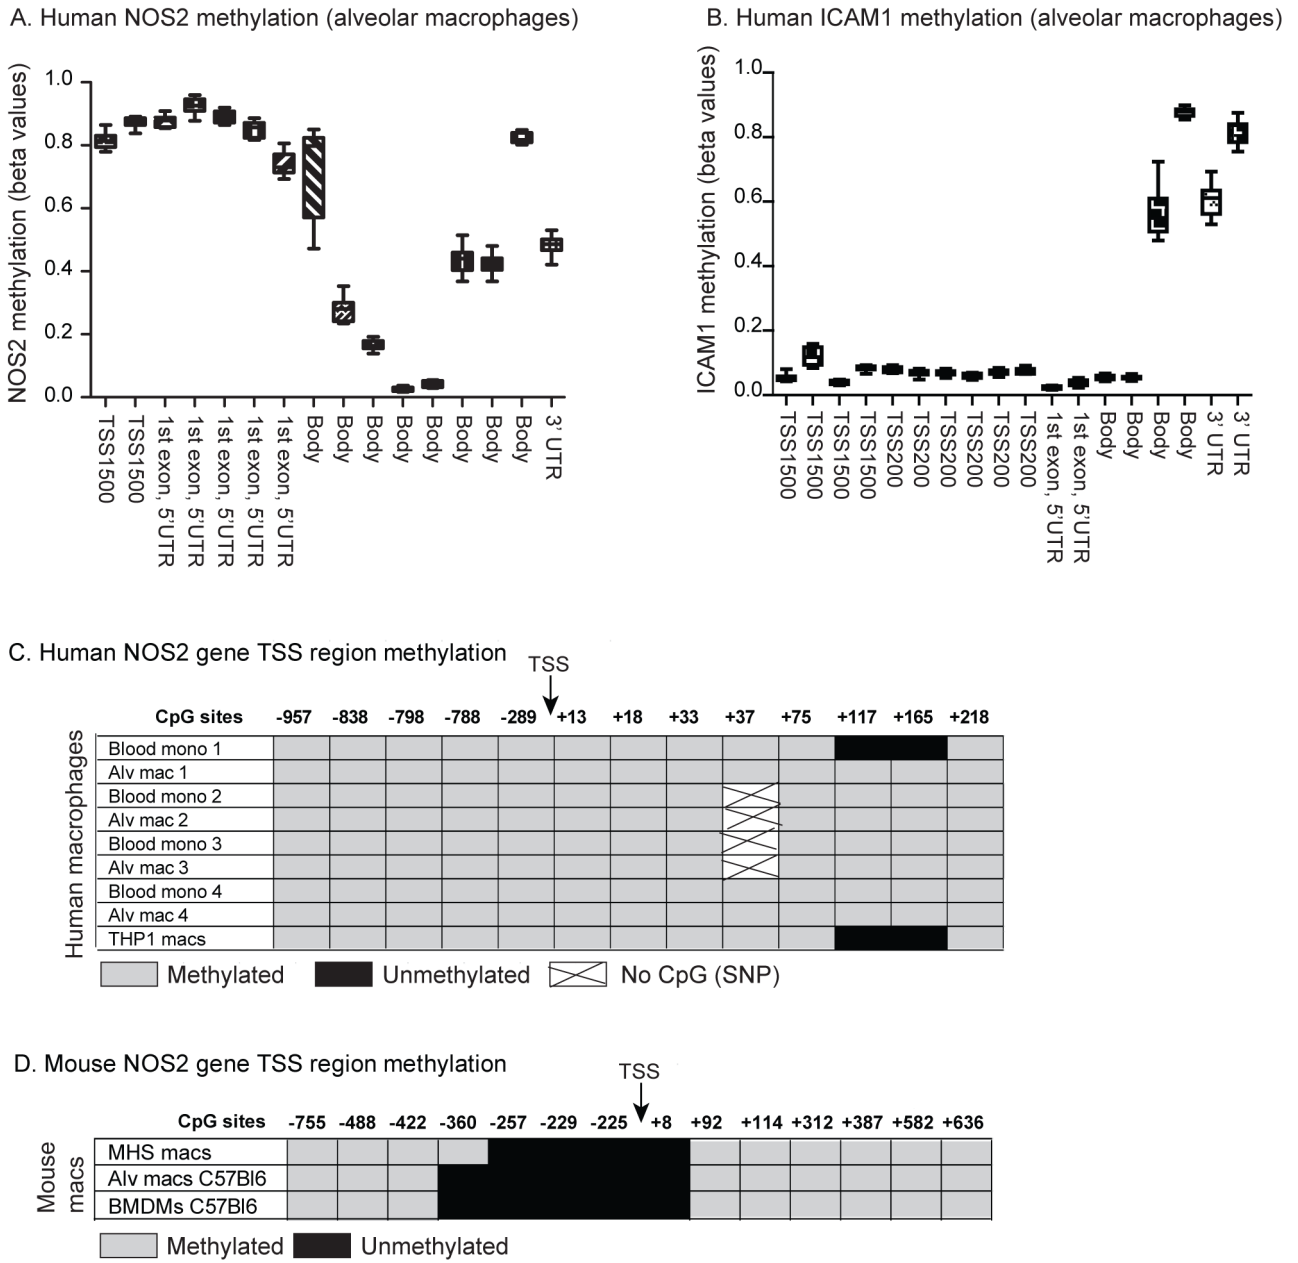 A. Human NOS2 methylation (alveolar macrophages)
NOS2 methylation (beta values)
1.0
0.8
0.6
0.4
0.2
0.0
TSS1500
TSS1500
1st exon, 5'UTR
1st exon, 5'UTR
1st exon, 5'UTR
1st exon, 5'UTR
1st exon, 5'UTR
Body
Body
Body
Body
Body
Body
Body
Body
3' UTR
B. Human ICAM1 methylation (alveolar macrophages)
ICAM1 methylation (beta values)
1.0
0.8
0.6
0.4
0.2
0.0
TSS1500
TSS1500
TSS1500
TSS1500
TSS200
TSS200
TSS200
TSS200
TSS200
TSS200
1st exon, 5'UTR
1st exon, 5'UTR
Body
Body
Body
Body
3' UTR
3' UTR
C. Human NOS2 gene TSS region methylation
TSS
CpG sites -957 -838 -798 -788 -289 +13 +18 +33 +37 +75 +117 +165 +218
Human macrophages
Blood mono 1
Alv mac 1
Blood mono 2
Alv mac 2
Blood mono 3
Alv mac 3
Blood mono 4
Alv mac 4
THP1 macs
Methylated Unmethylated No CpG (SNP)
D. Mouse NOS2 gene TSS region methylation
TSS
CpG sites -755 -488 -422 -360 -257 -229 -225 +8 +92 +114 +312 +387 +582 +636
Mouse
macs
MHS macs
Alv macs C57Bl6
BMDMs C57Bl6
Methylated Unmethylated